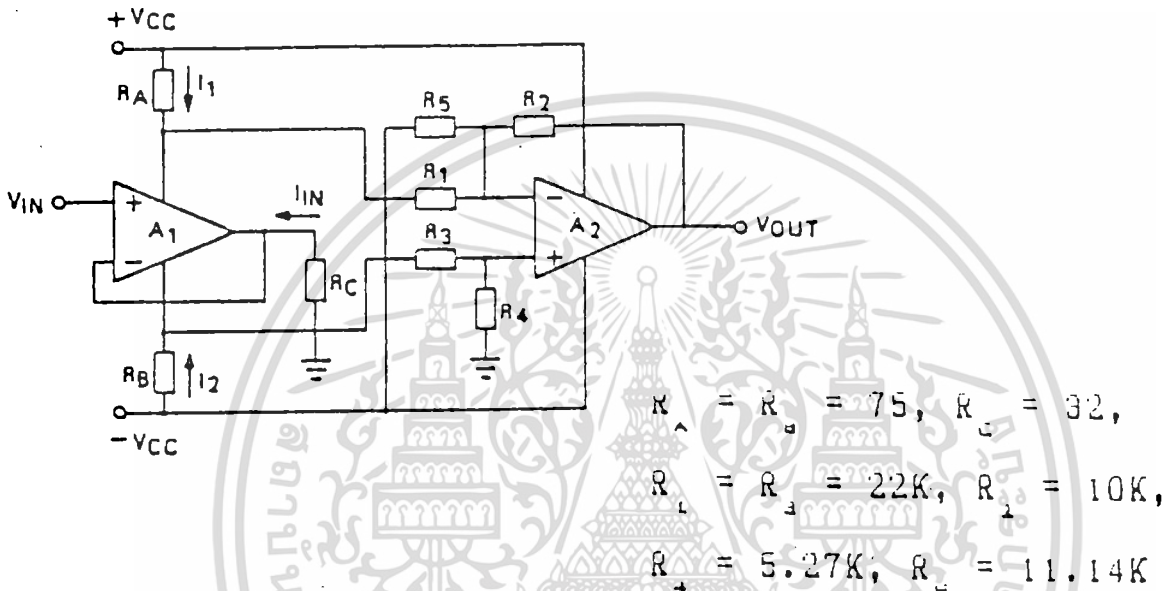 +VCC
RA
I1
R5
R2
R1
VIN
+
A1
−
IIN
RC
R3
−
A2
+
VOUT
R4
RB
I2
−VCC
= = 75, = 82,
= = 22K, = 10K,
= 5.27K, = 11.14K